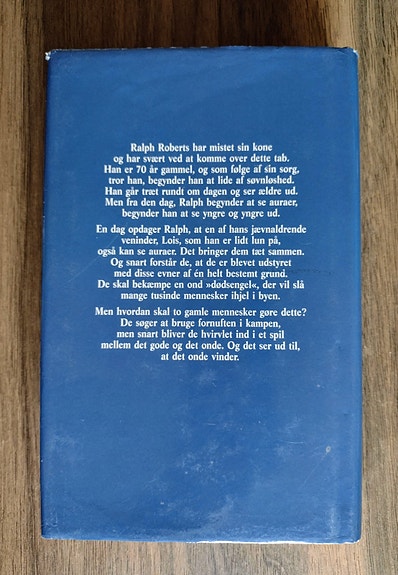 Ralph Roberts har mistet sin kone
og har svært ved at komme over dette tab.
Han er 70 år gammel, og som følge af sin sorg,
tror han, begynder han at lide af søvnløshed.
Han går træt rundt om dagen og ser ældre ud.
Men fra den dag, Ralph begynder at se auraer,
begynder han at se yngre og yngre ud.
En dag opdager Ralph, at en af hans jævnaldrende
veninder, Lois, som han er lidt lun på,
også kan se auraer. Det bringer dem tæt sammen.
Og snart forstår de, at de er blevet udstyret
med disse evner af én helt bestemt grund.
De skal bekæmpe en ond »dødsengel«, der vil slå
mange tusinde mennesker ihjel i byen.
Men hvordan skal to gamle mennesker gøre dette?
De søger at bruge fornuften i kampen,
men snart bliver de hvirvlet ind i et spil
mellem det gode og det onde. Og det ser ud til,
at det onde vinder.